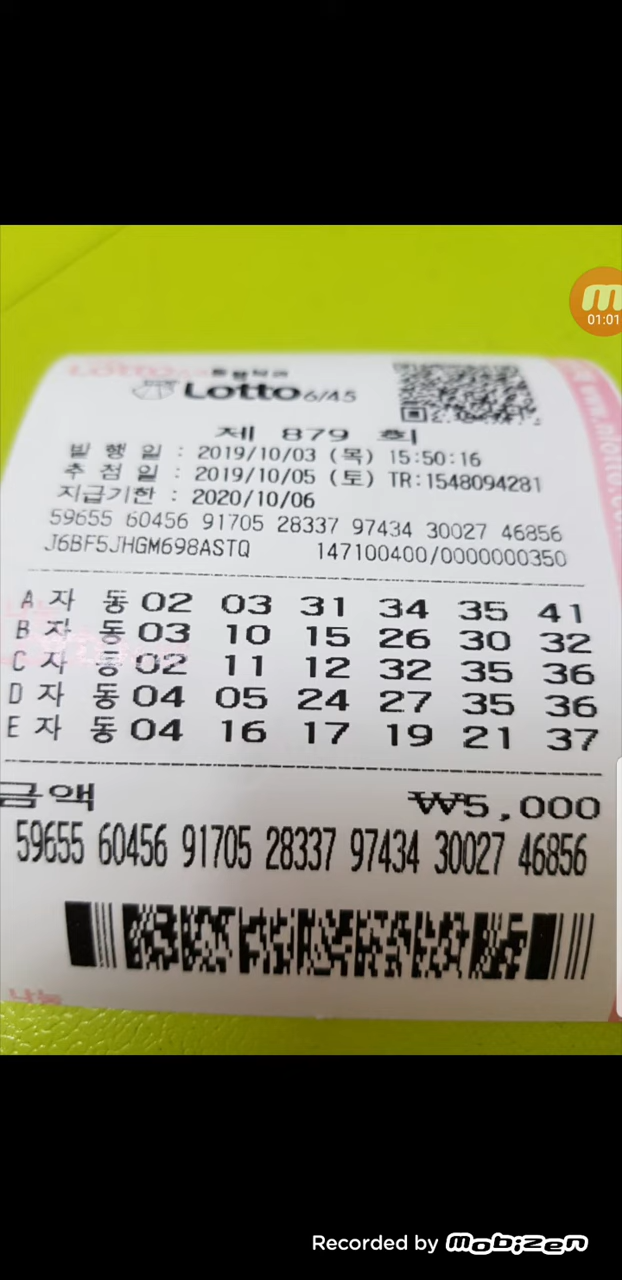 01:01
Lotto 6/45
제 879 회
발 행 일 : 2019/10/03 (목) 15:50:16
추 첨 일 : 2019/10/05 (토) TR:1548094281
지급기한 : 2020/10/06
59655 60456 91705 28337 97434 30027 46856
J6BF5JHGM698ASTQ 147100400/0000000350
A 자 동 02 03 31 34 35 41
B 자 동 03 10 15 26 30 32
C 자 동 02 11 12 32 35 36
D 자 동 04 05 24 27 35 36
E 자 동 04 16 17 19 21 37
금액 ₩5,000
59655 60456 91705 28337 97434 30027 46856
Recorded by mobizen